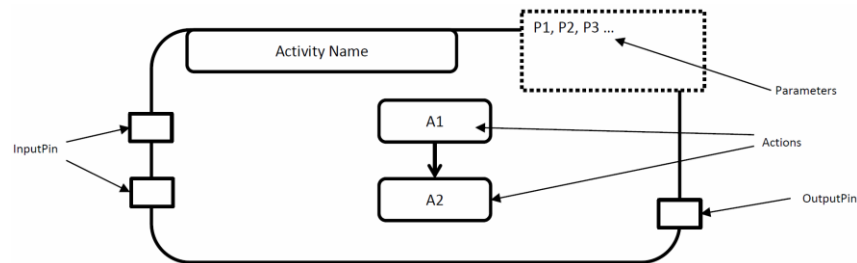 P1, P2, P3 ...
Activity Name
Parameters
A1
InputPin
Actions
A2
OutputPin